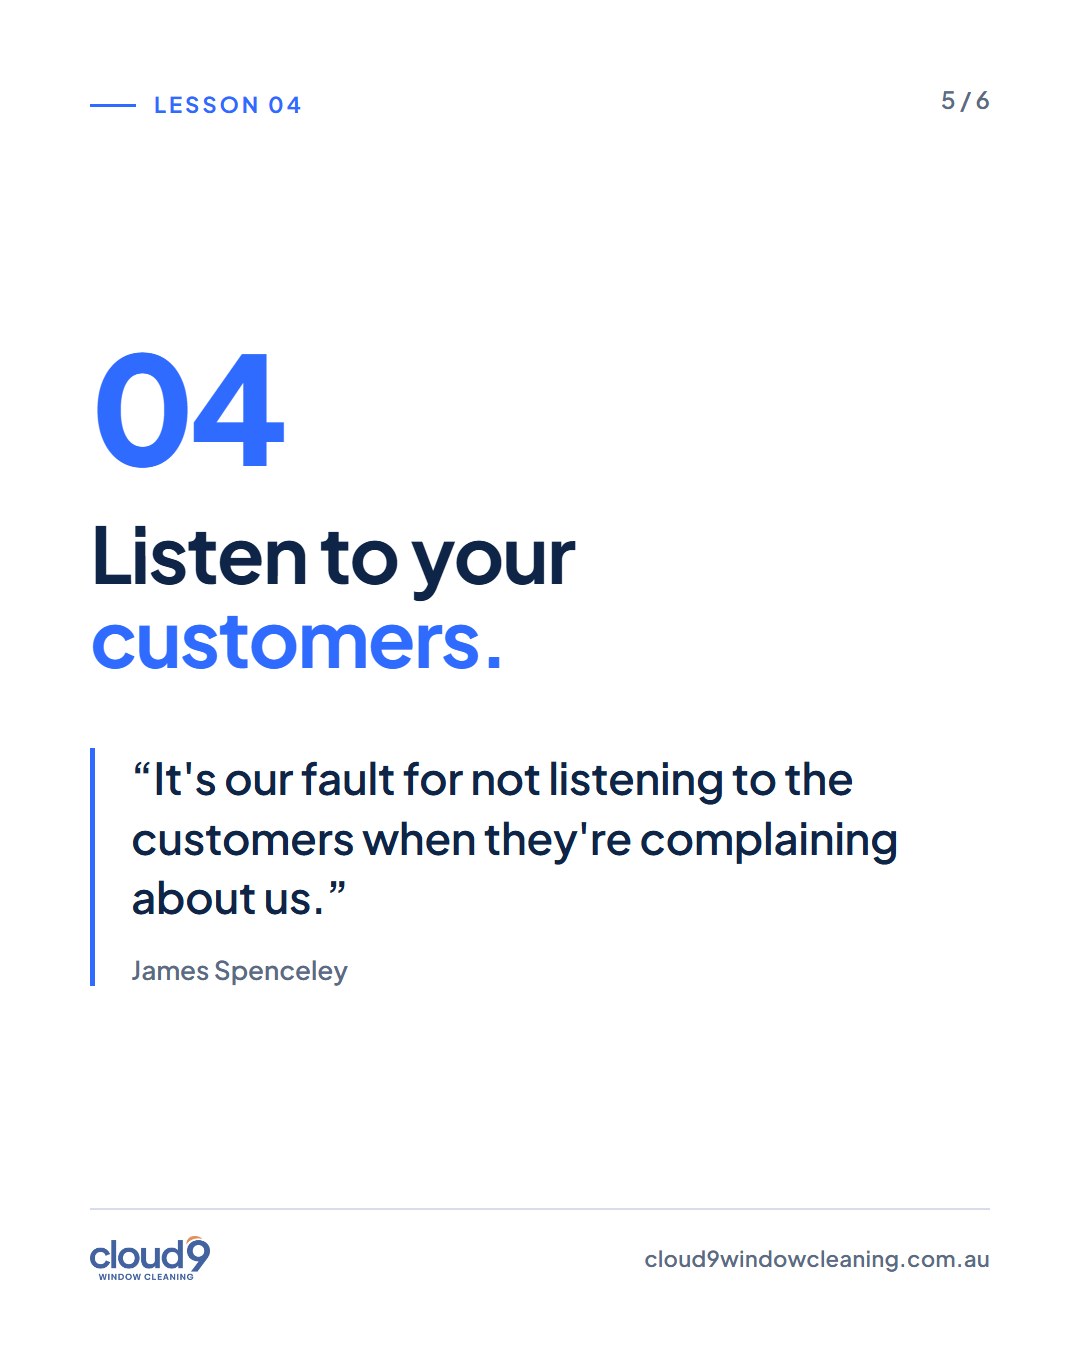 LESSON 04
5 / 6
04
Listen to your
customers.
“It's our fault for not listening to the
customers when they're complaining
about us.”
James Spenceley
cloud9
WINDOW CLEANING
cloud9windowcleaning.com.au